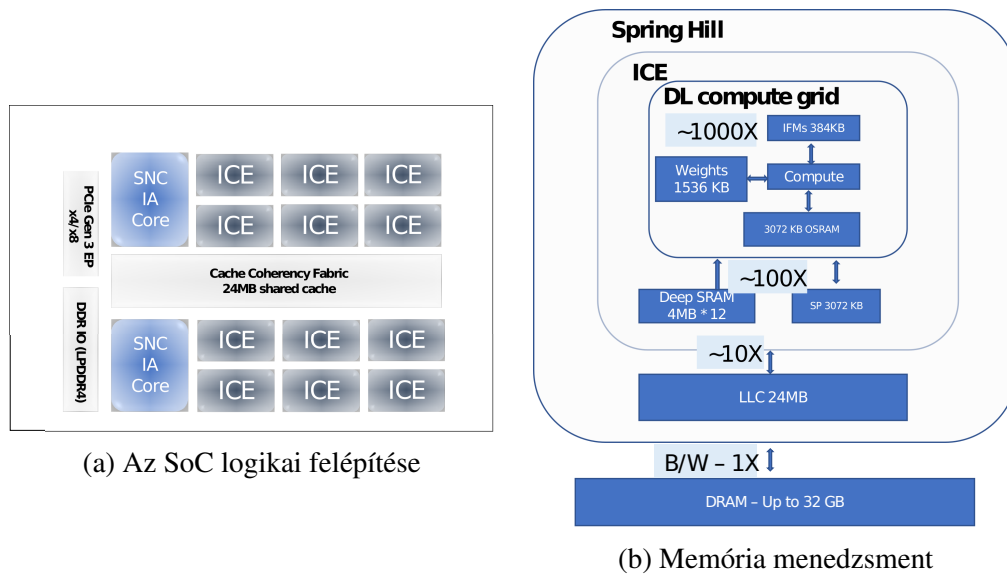 SNC
IA
Core
ICE
ICE
ICE
ICE
ICE
ICE
PCIe Gen 3 EP
x4/x8
Cache Coherency Fabric
24MB shared cache
DDR IO (LPDDR4)
SNC
IA
Core
ICE
ICE
ICE
ICE
ICE
ICE
(a) Az SoC logikai felépítése
Spring Hill
ICE
DL compute grid
~1000X
IFMs 384KB
Weights
1536 KB
Compute
3072 KB OSRAM
~100X
Deep SRAM
4MB * 12
SP 3072 KB
~10X
LLC 24MB
B/W – 1X
DRAM – Up to 32 GB
(b) Memória menedzsment